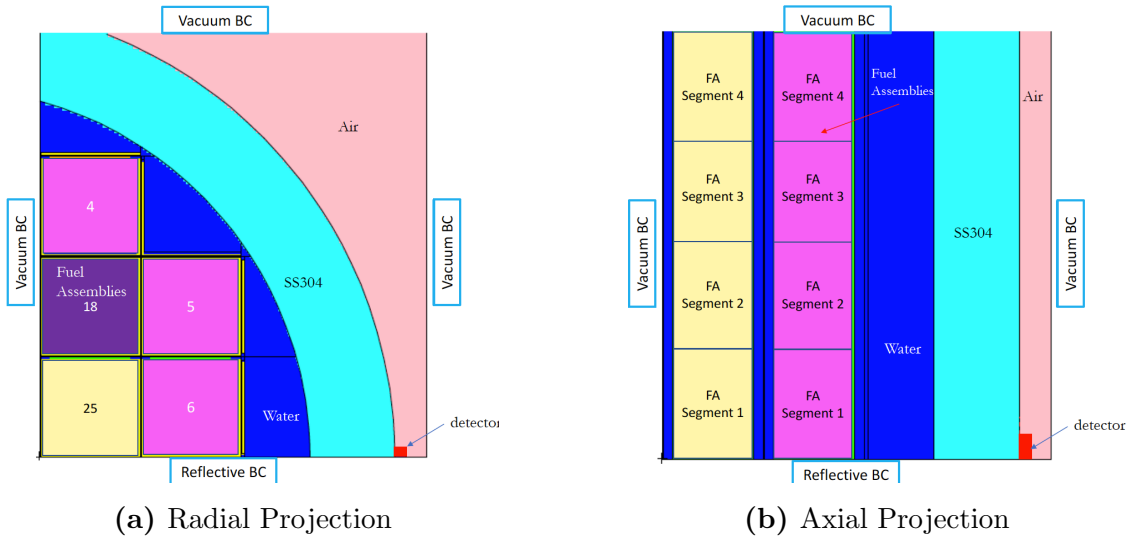 Vacuum BC
Air
Vacuum BC
4
Vacuum BC
Fuel
Assemblies
18
5
SS304
25
6
Water
detector
Reflective BC
(a) Radial Projection
Vacuum BC
FA
Segment 4
FA
Segment 4
Fuel
Assemblies
Air
FA
Segment 3
FA
Segment 3
Vacuum BC
SS304
Vacuum BC
FA
Segment 2
FA
Segment 2
Water
FA
Segment 1
FA
Segment 1
detector
Reflective BC
(b) Axial Projection